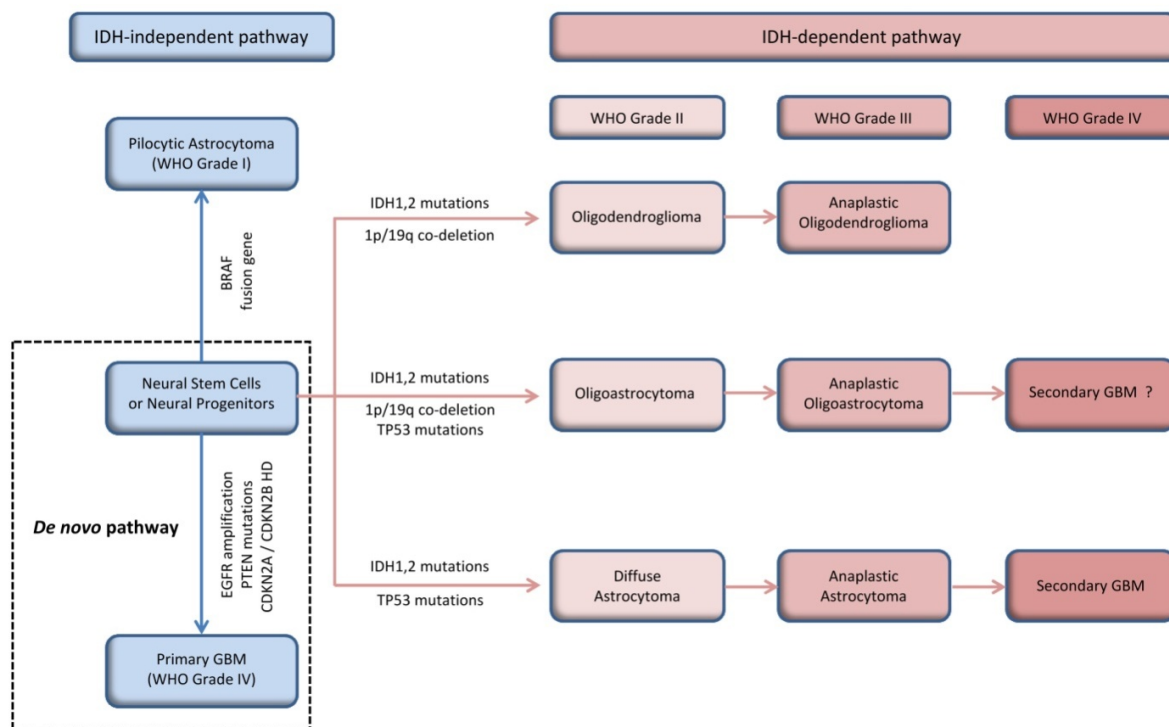 IDH-independent pathway
IDH-dependent pathway
WHO Grade II
WHO Grade III
WHO Grade IV
Pilocytic Astrocytoma
(WHO Grade I)
BRAF
fusion gene
IDH1,2 mutations
1p/19q co-deletion
Oligodendroglioma
Anaplastic
Oligodendroglioma
Neural Stem Cells
or Neural Progenitors
IDH1,2 mutations
1p/19q co-deletion
TP53 mutations
Oligoastrocytoma
Anaplastic
Oligoastrocytoma
Secondary GBM ?
De novo pathway
EGFR amplification
PTEN mutations
CDKN2A / CDKN2B HD
IDH1,2 mutations
TP53 mutations
Diffuse
Astrocytoma
Anaplastic
Astrocytoma
Secondary GBM
Primary GBM
(WHO Grade IV)